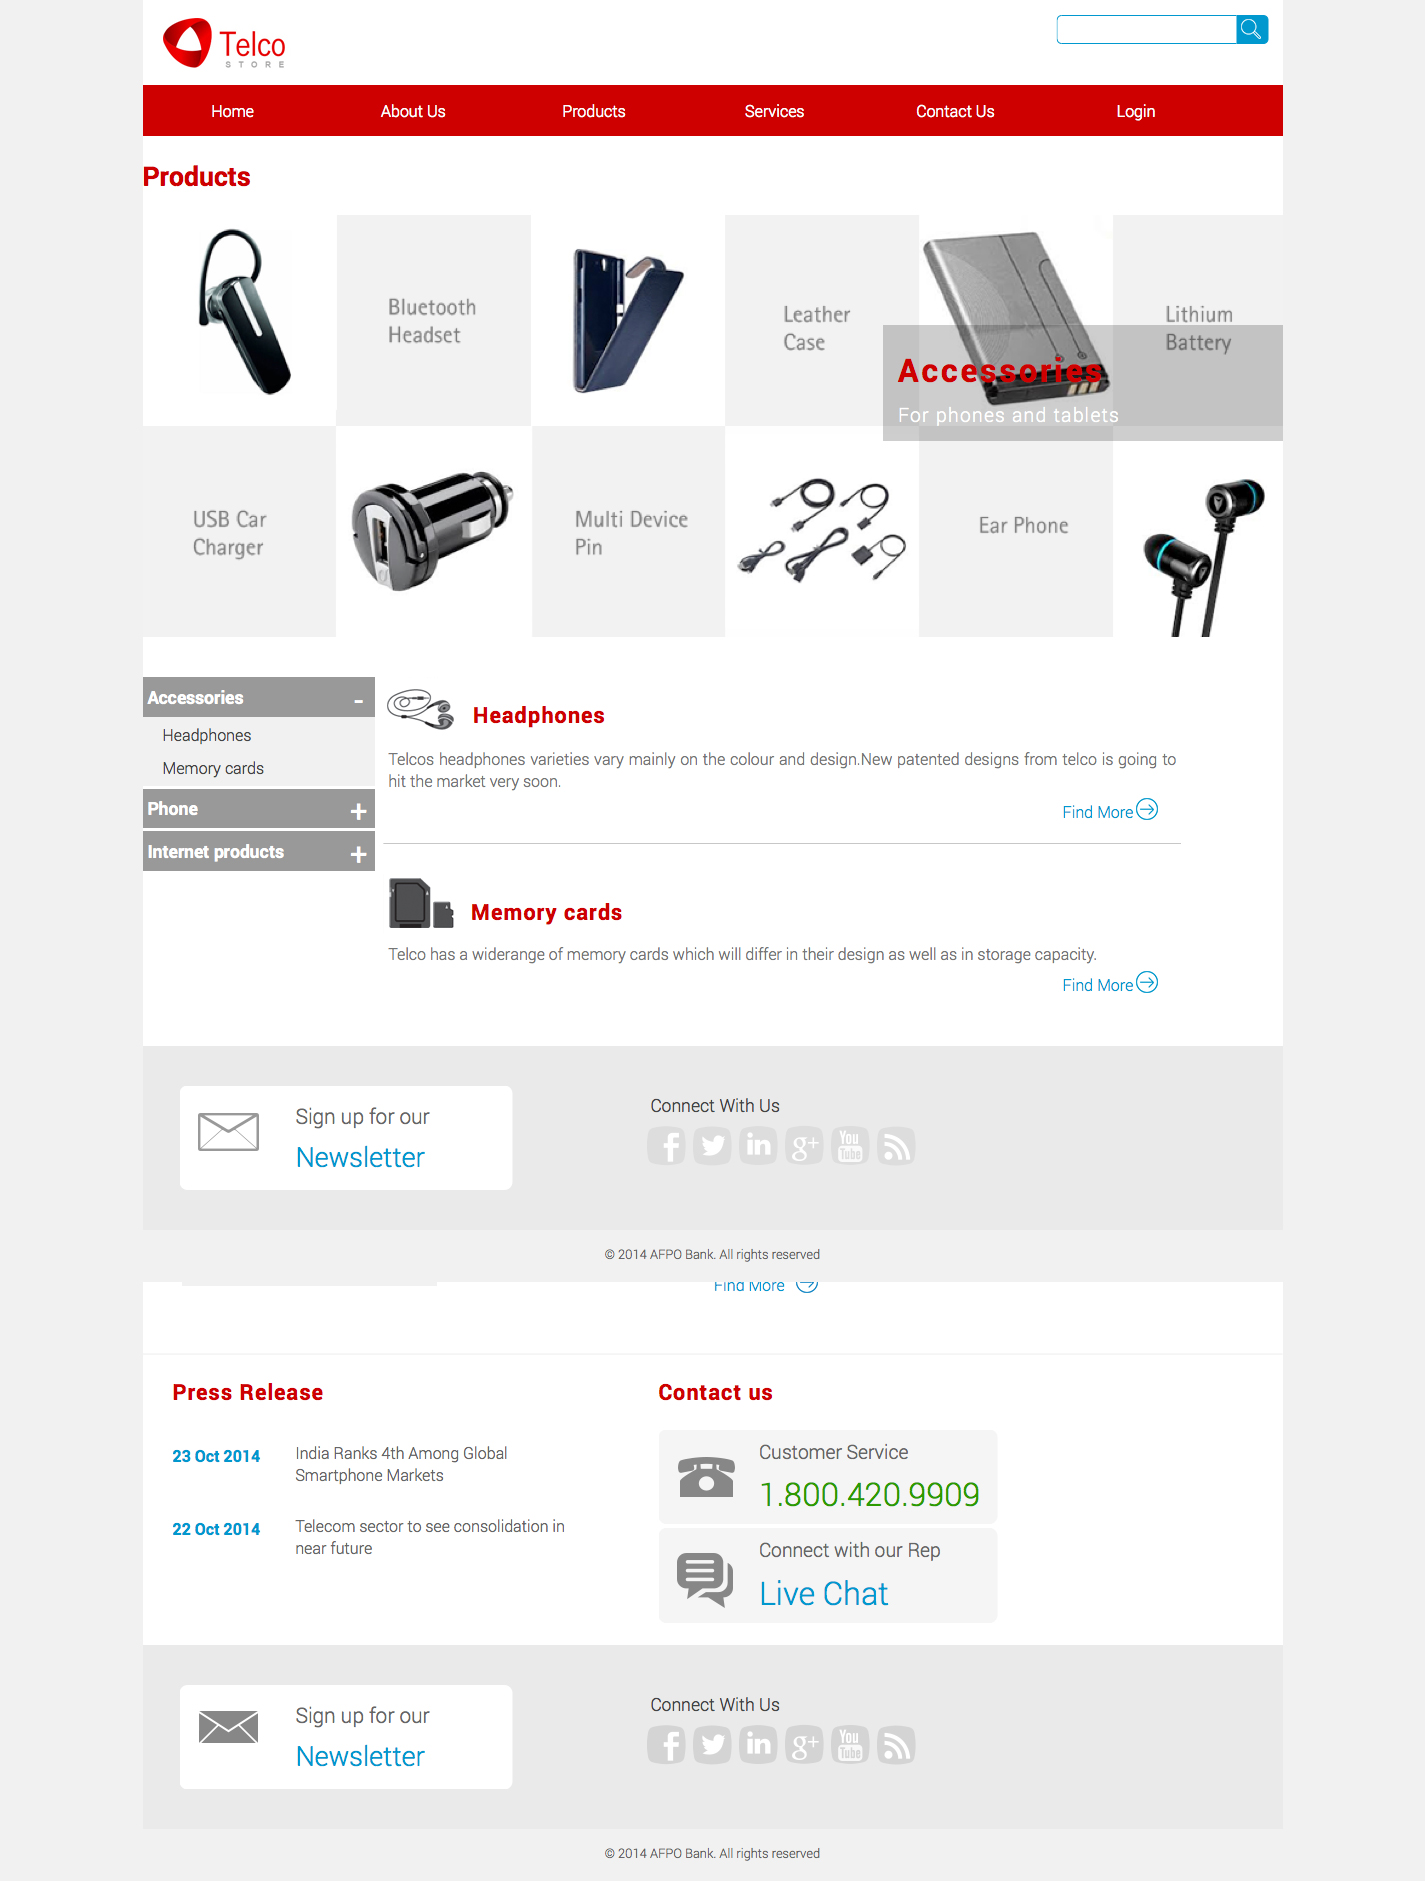 Telco
STORE
Home
About Us
Products
Services
Contact Us
Login
Products
Bluetooth
Headset
Leather
Case
Lithium
Battery
Accessories
For phones and tablets
USB Car
Charger
Multi Device
Pin
Ear Phone
Accessories -
Headphones
Memory cards
Phone +
Internet products +
Headphones
Telcos headphones varieties vary mainly on the colour and design.New patented designs from telco is going to
hit the market very soon.
Find More
Memory cards
Telco has a widerange of memory cards which will differ in their design as well as in storage capacity.
Find More
Sign up for our
Newsletter
Connect With Us
f
in
g+
You
Tube
© 2014 AFPO Bank. All rights reserved
Find More
Press Release
23 Oct 2014
India Ranks 4th Among Global
Smartphone Markets
22 Oct 2014
Telecom sector to see consolidation in
near future
Contact us
Customer Service
1.800.420.9909
Connect with our Rep
Live Chat
Sign up for our
Newsletter
Connect With Us
f
in
g+
You
Tube
© 2014 AFPO Bank. All rights reserved